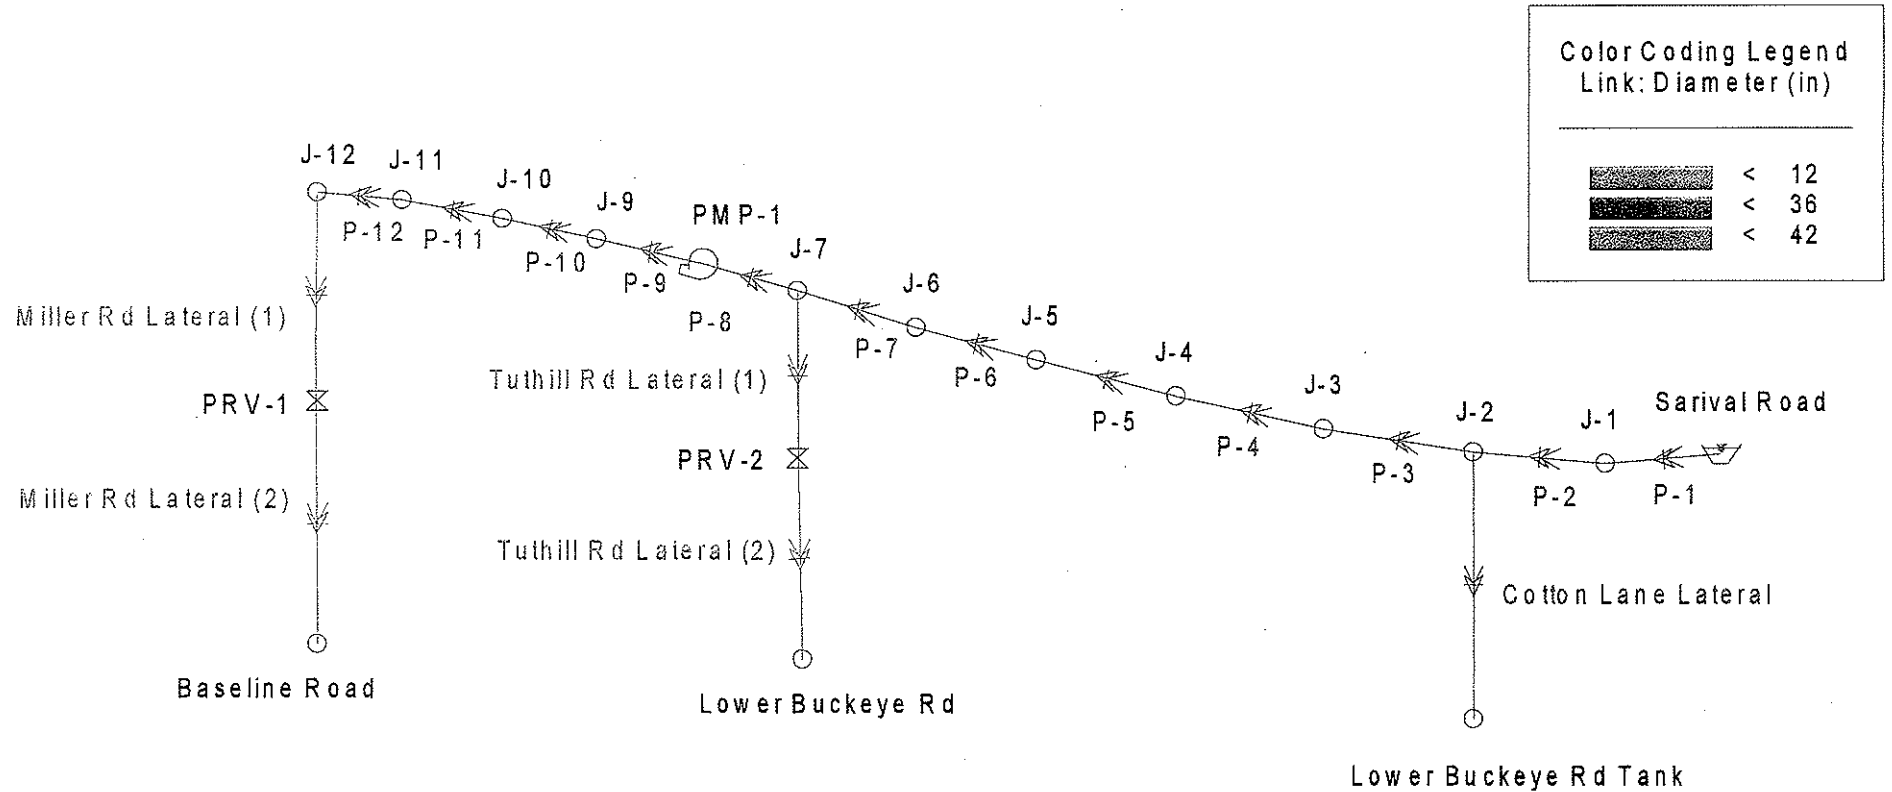 Color Coding Legend
Link: Diameter (in)
< 12
< 36
< 42
J-12
J-11
J-10
J-9
PMP-1
J-7
J-6
J-5
J-4
J-3
J-2
J-1
Sarival Road
P-12
P-11
P-10
P-9
P-8
P-7
P-6
P-5
P-4
P-3
P-2
P-1
Miller Rd Lateral (1)
PRV-1
Miller Rd Lateral (2)
Baseline Road
Tuthill Rd Lateral (1)
PRV-2
Tuthill Rd Lateral (2)
Lower Buckeye Rd
Cotton Lane Lateral
Lower Buckeye Rd Tank